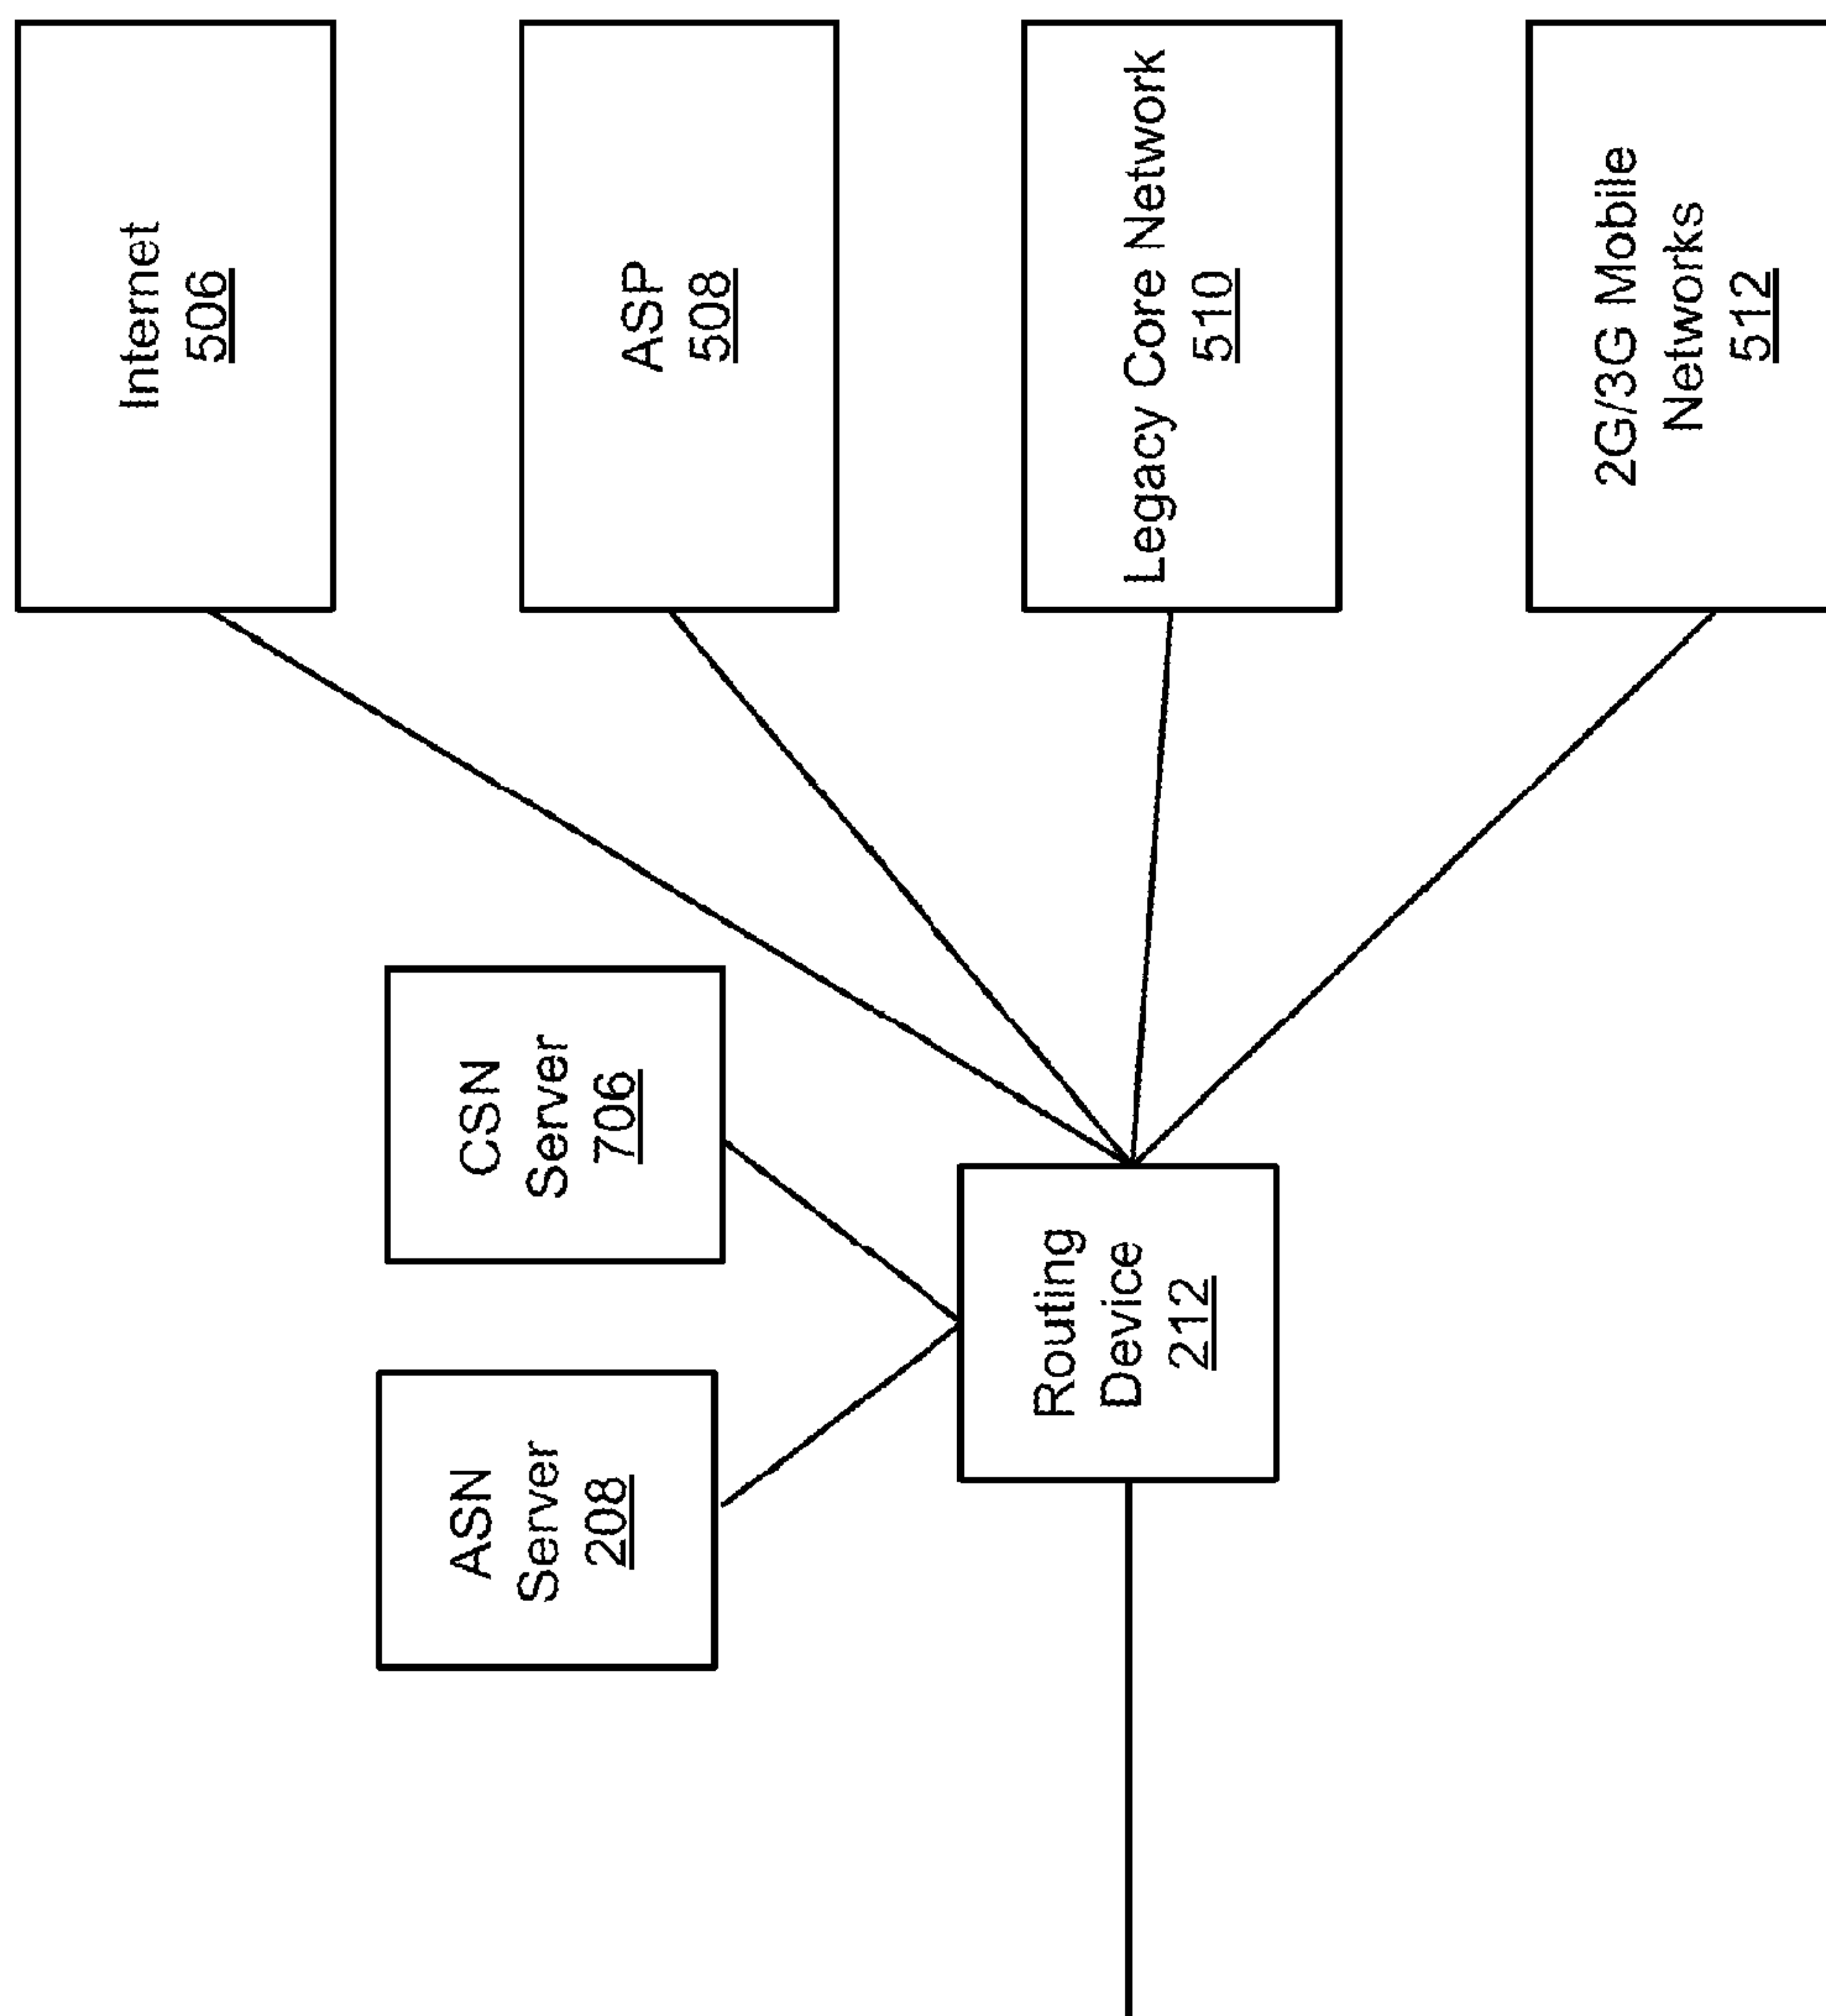 Internet
506
ASP
508
Legacy Core Network
510
2G/3G Mobile
Networks
512
CSN
Server
706
ASN
Server
208
Routing
Device
212